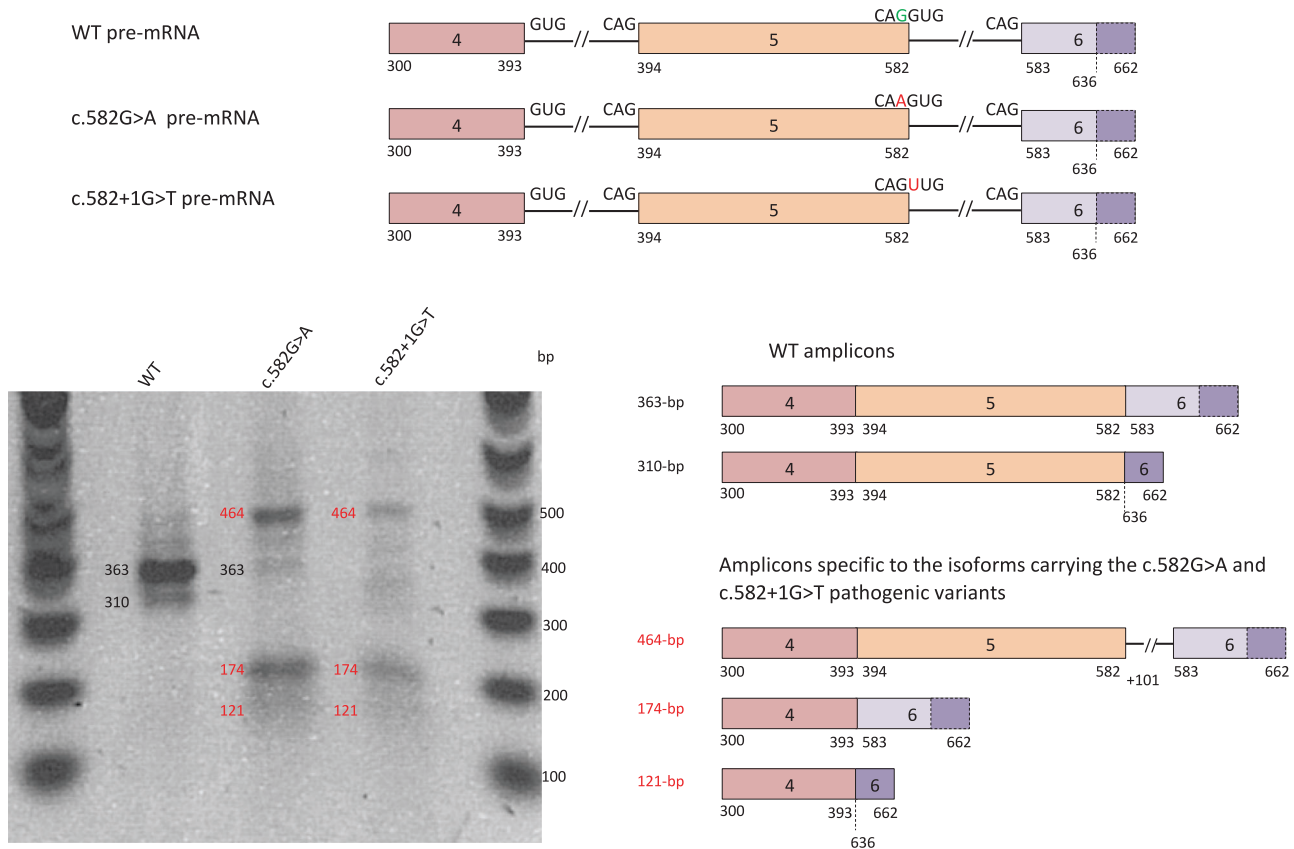 WT pre-mRNA
GUG CAG CAGGUG CAG
4 5 6
300 393 394 582 583 636 662
c.582G>A pre-mRNA
GUG CAG CAAGUG CAG
4 5 6
300 393 394 582 583 636 662
c.582+1G>T pre-mRNA
GUG CAG CAGUUG CAG
4 5 6
300 393 394 582 583 636 662
WT c.582G>A c.582+1G>T bp
464 464 500
363 363 400
310
300
174 174
121 121 200
100
WT amplicons
363-bp 4 5 6
300 393 394 582 583 662
310-bp 4 5 6
300 393 394 582 662
636
Amplicons specific to the isoforms carrying the c.582G>A and
c.582+1G>T pathogenic variants
464-bp 4 5 6
300 393 394 582 +101 583 662
174-bp 4 6
300 393 583 662
121-bp 4 6
300 393 662
636